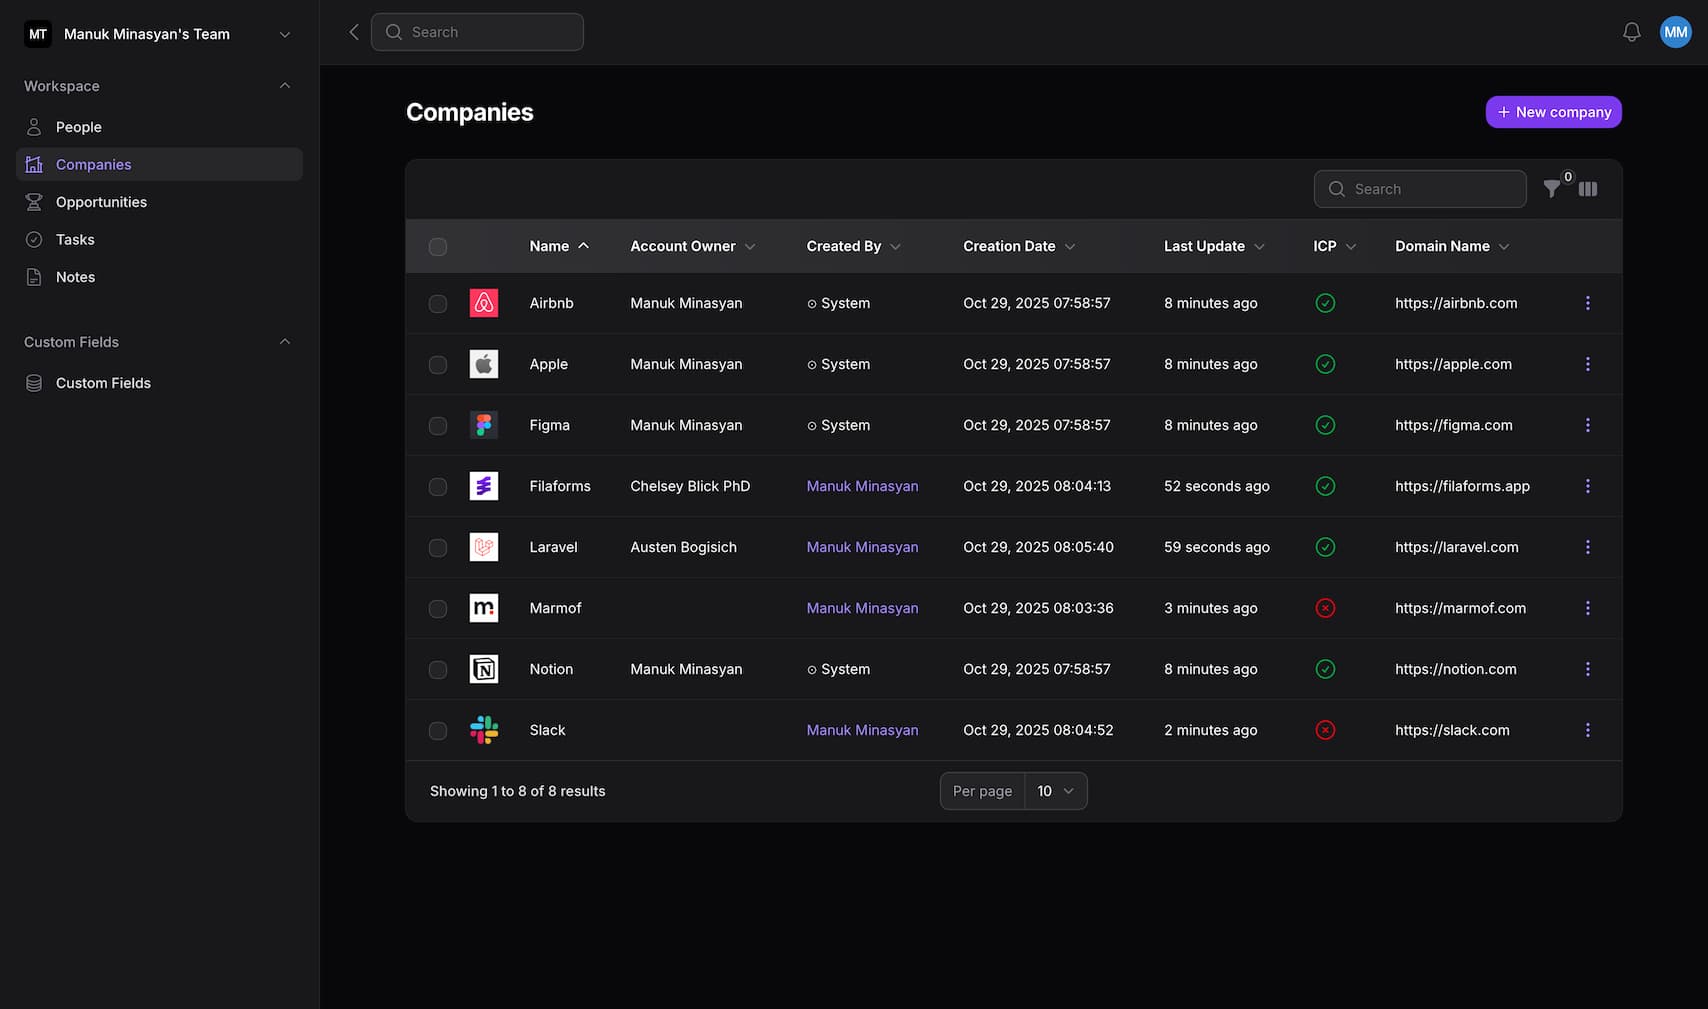 MT Manuk Minasyan's Team
Workspace
People
Companies
Opportunities
Tasks
Notes
Custom Fields
Custom Fields
Search
MM
Companies
+ New company
Search
0
Name Account Owner Created By Creation Date Last Update ICP Domain Name
Airbnb Manuk Minasyan System Oct 29, 2025 07:58:57 8 minutes ago https://airbnb.com
Apple Manuk Minasyan System Oct 29, 2025 07:58:57 8 minutes ago https://apple.com
Figma Manuk Minasyan System Oct 29, 2025 07:58:57 8 minutes ago https://figma.com
Filaforms Chelsey Blick PhD Manuk Minasyan Oct 29, 2025 08:04:13 52 seconds ago https://filaforms.app
Laravel Austen Bogisich Manuk Minasyan Oct 29, 2025 08:05:40 59 seconds ago https://laravel.com
m. Marmof Manuk Minasyan Oct 29, 2025 08:03:36 3 minutes ago https://marmof.com
N Notion Manuk Minasyan System Oct 29, 2025 07:58:57 8 minutes ago https://notion.com
Slack Manuk Minasyan Oct 29, 2025 08:04:52 2 minutes ago https://slack.com
Showing 1 to 8 of 8 results Per page 10